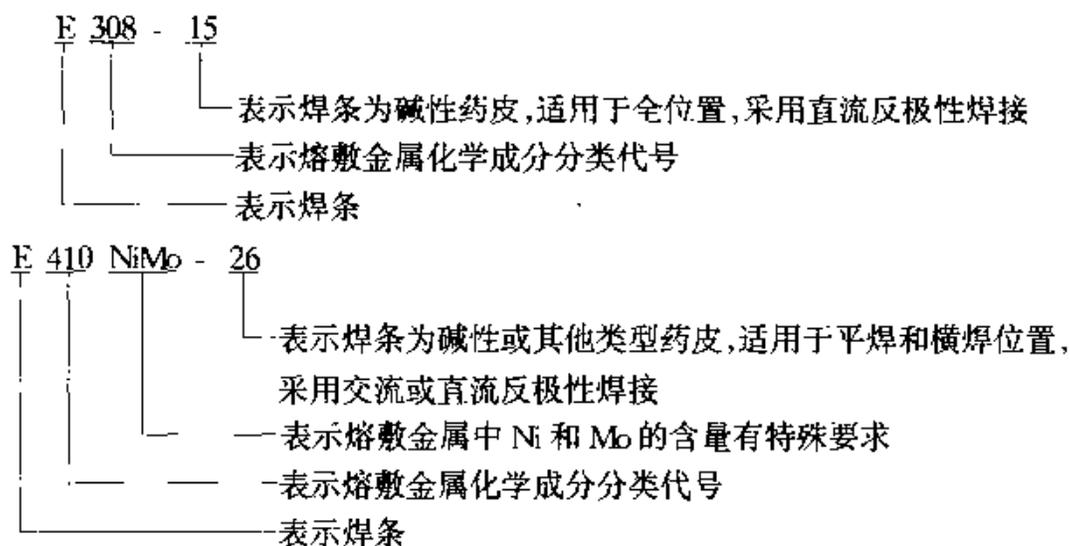 E 308 - 15
表示焊条为碱性药皮,适用于全位置,采用直流反极性焊接
表示熔敷金属化学成分分类代号
表示焊条
E 410 NiMo - 26
表示焊条为碱性或其他类型药皮,适用于平焊和横焊位置,
采用交流或直流反极性焊接
表示熔敷金属中 Ni 和 Mo 的含量有特殊要求
表示熔敷金属化学成分分类代号
表示焊条